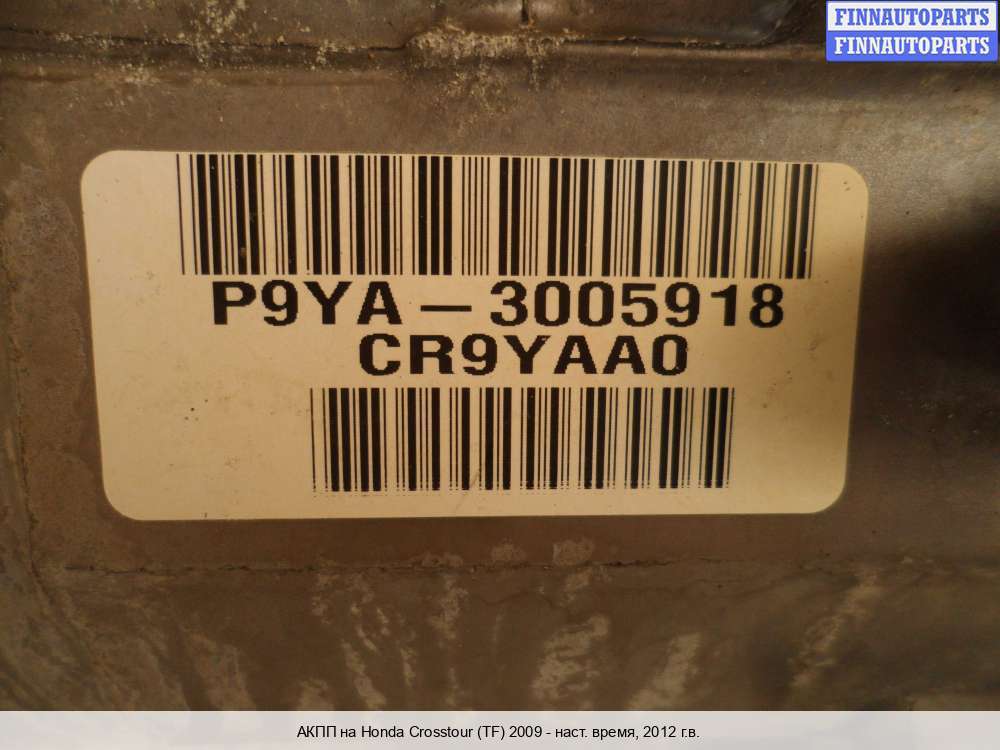 FINNAUTOPARTS
FINNAUTOPARTS
P9YA-3005918
CR9YAA0
АКПП на Honda Crosstour (TF) 2009 - наст. время, 2012 г.в.